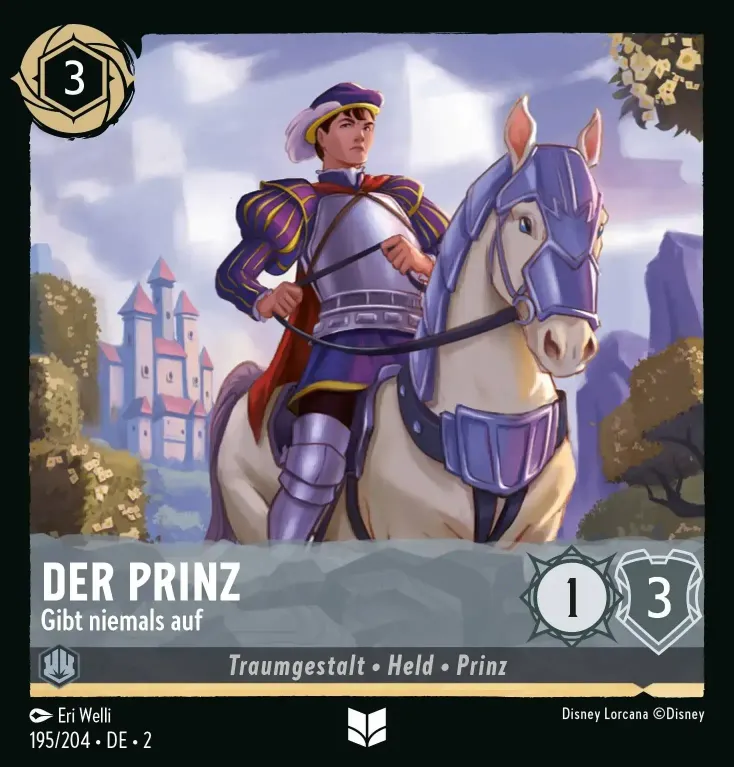 3
DER PRINZ
Gibt niemals auf
1
3
Traumgestalt • Held • Prinz
Eri Welli
195/204 • DE • 2
Disney Lorcana ©Disney